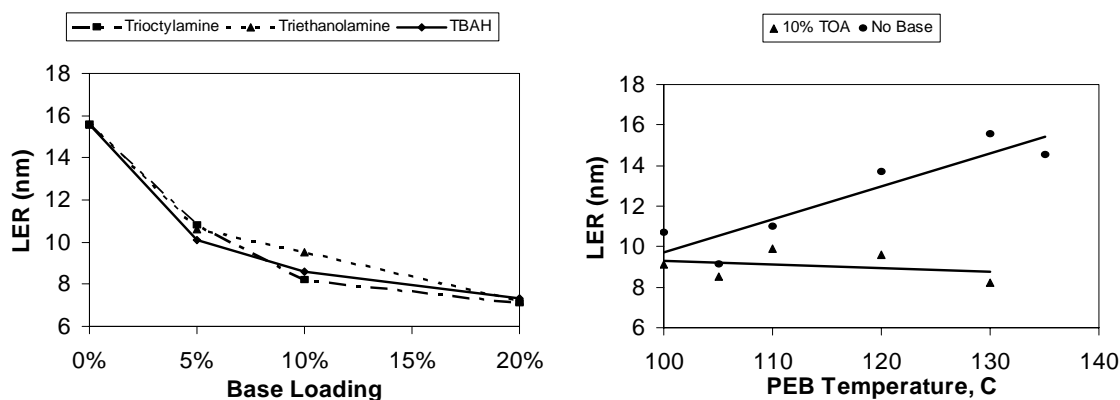 Trioctylamine Triethanolamine TBAH
18
16
14
12
10
8
6
LER (nm)
0% 5% 10% 15% 20%
Base Loading
10% TOA No Base
18
16
14
12
10
8
6
LER (nm)
100 110 120 130 140
PEB Temperature, C